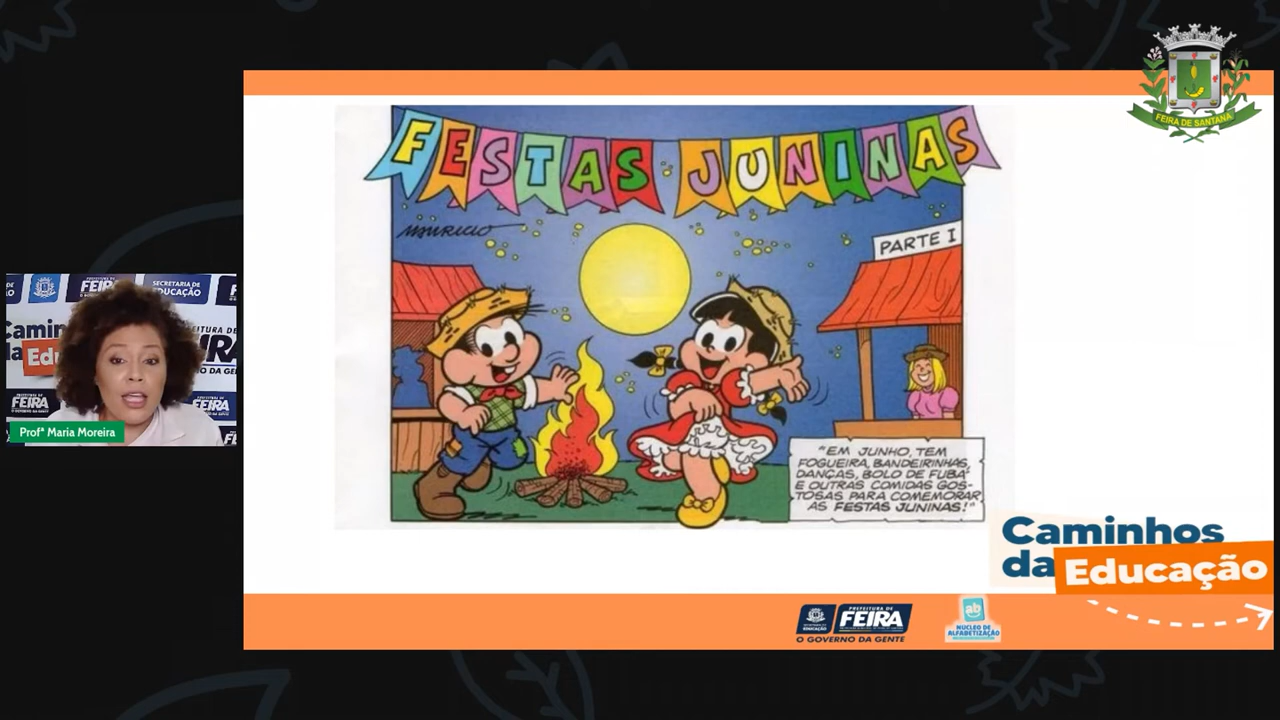 FESTAS JUNINAS
MAURICIO
PARTE I
"EM JUNHO, TEM
FOGUEIRA, BANDEIRINHAS,
DANÇAS, BOLO DE FUBÁ
E OUTRAS COMIDAS GOS-
TOSAS PARA COMEMORAR
AS FESTAS JUNINAS!"
FEIRA DE SANTANA
SECRETARIA DE
EDUCAÇÃO
FEIRA
Caminhos
da Educação
PREFEITURA DE
FEIRA
O GOVERNO DA GENTE
NÚCLEO DE
ALFABETIZAÇÃO
ab
Profª Maria Moreira